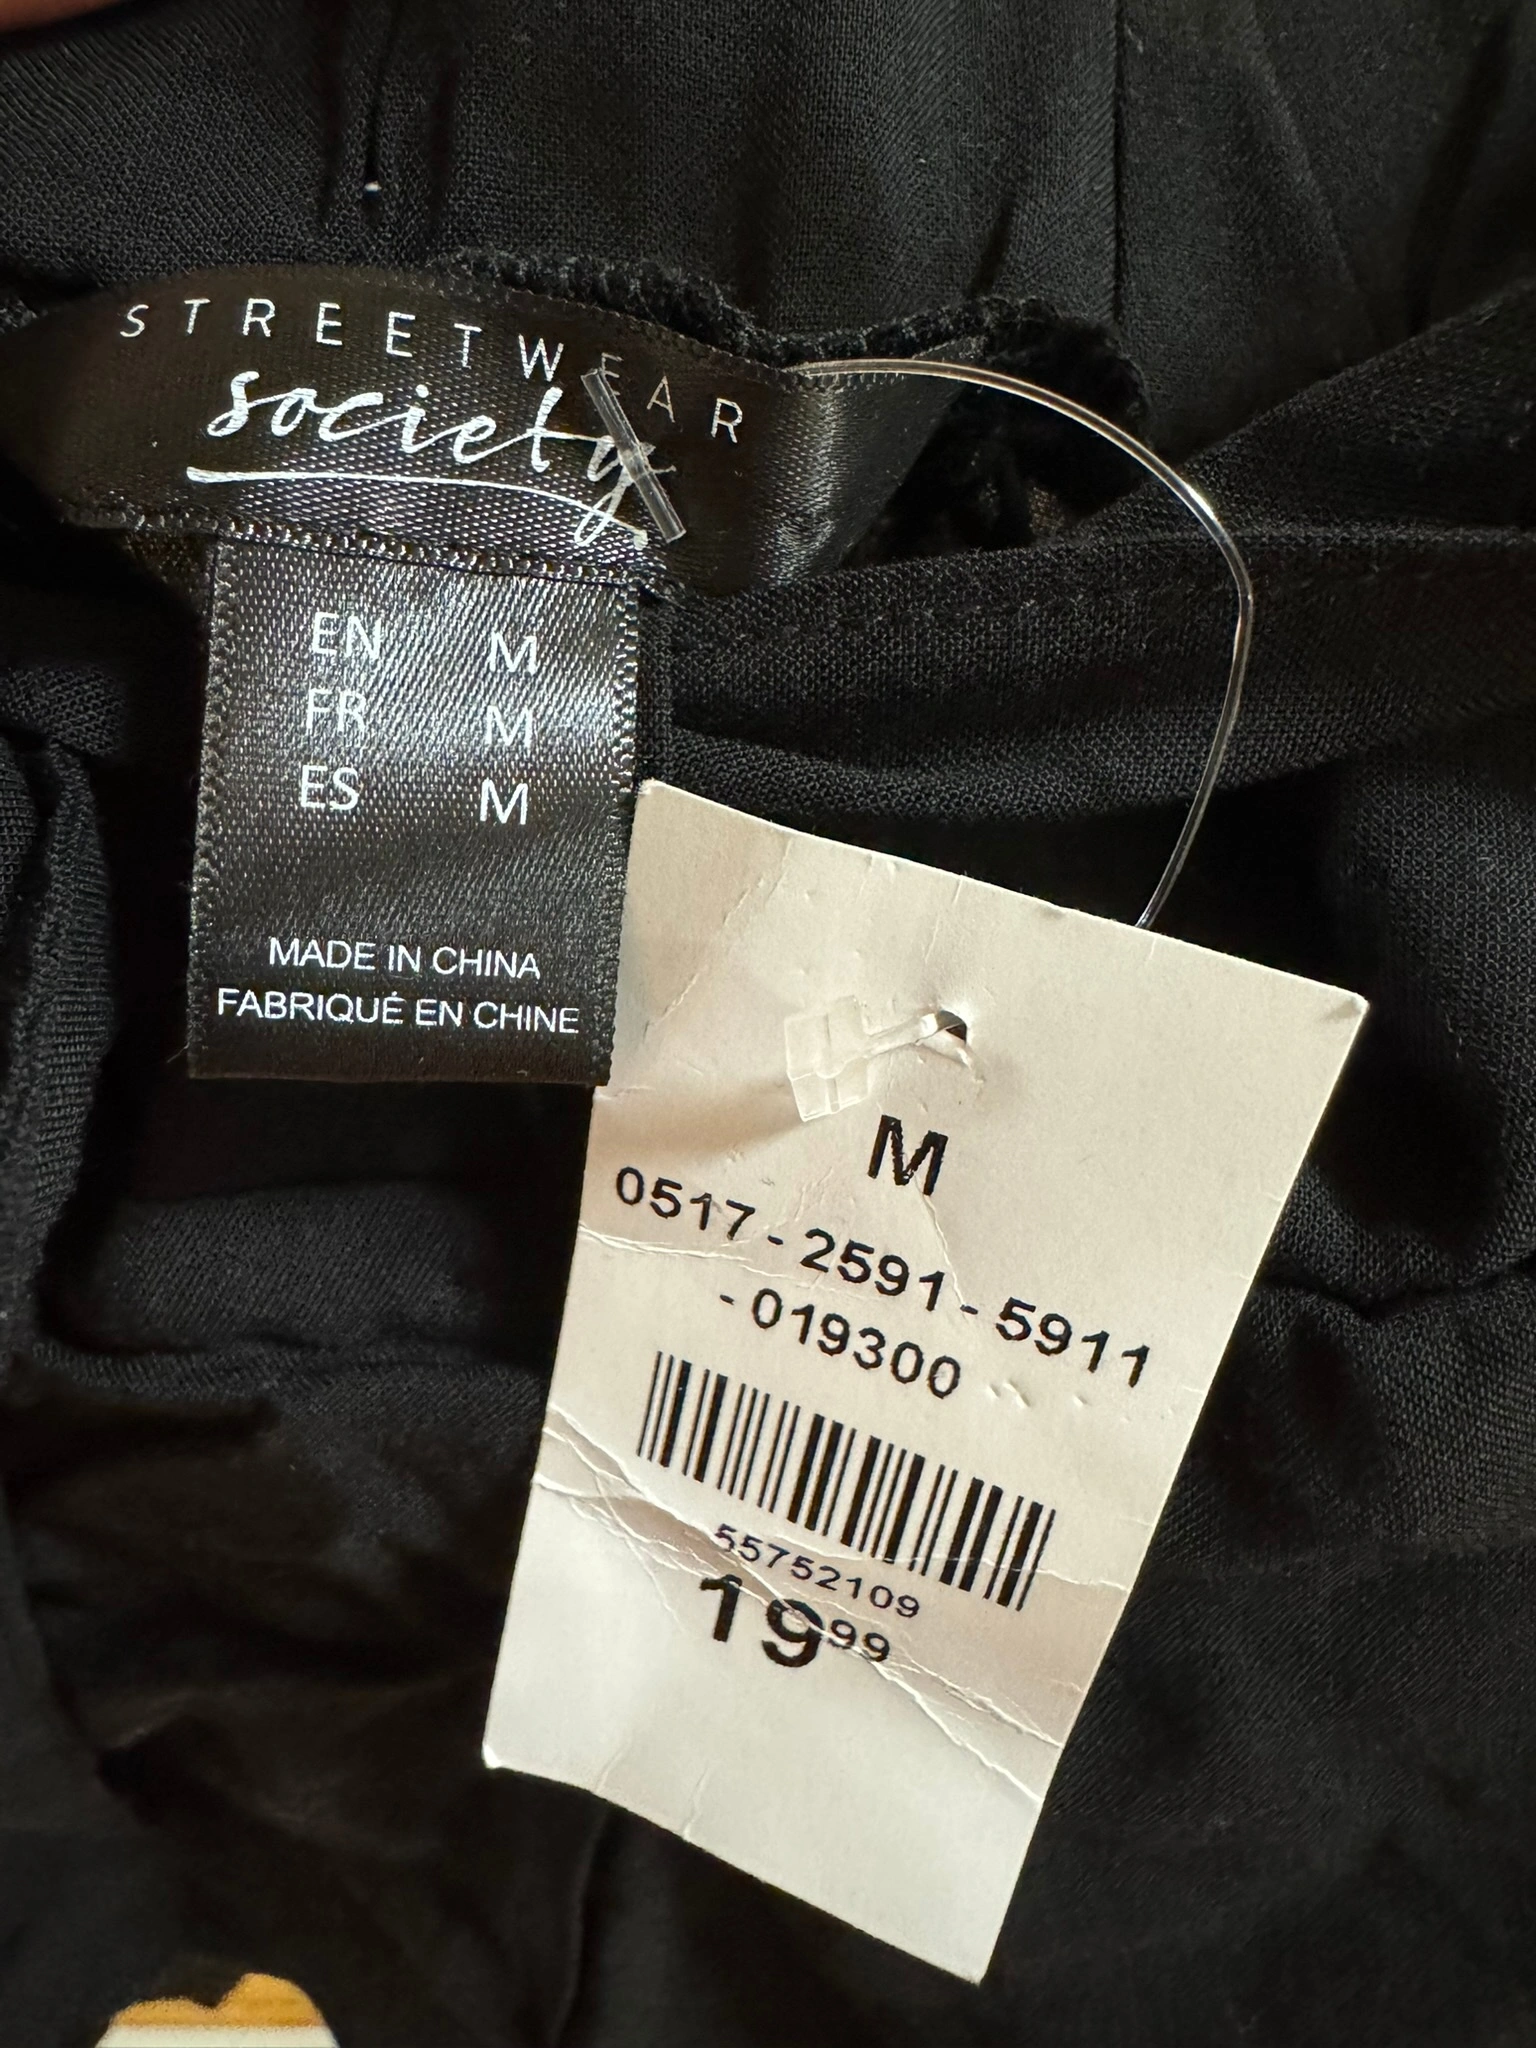 STREETWEAR
society
EN M
FR M
ES M
MADE IN CHINA
FABRIQUÉ EN CHINE
M
0517-2591-5911
-019300
55752109
19 99